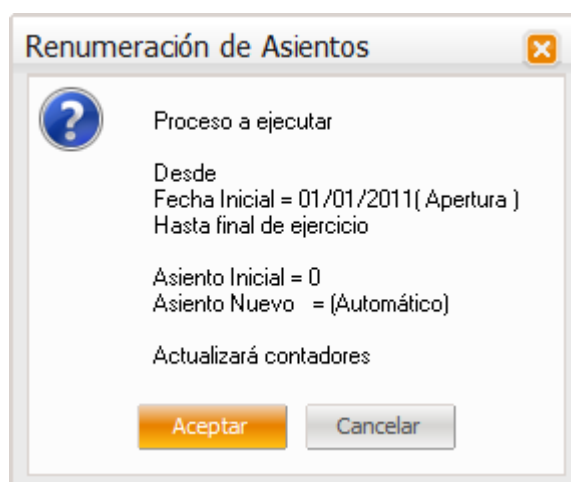 Renumeración de Asientos
Proceso a ejecutar
Desde
Fecha Inicial = 01/01/2011( Apertura )
Hasta final de ejercicio
Asiento Inicial = 0
Asiento Nuevo = (Automático)
Actualizará contadores
Aceptar
Cancelar